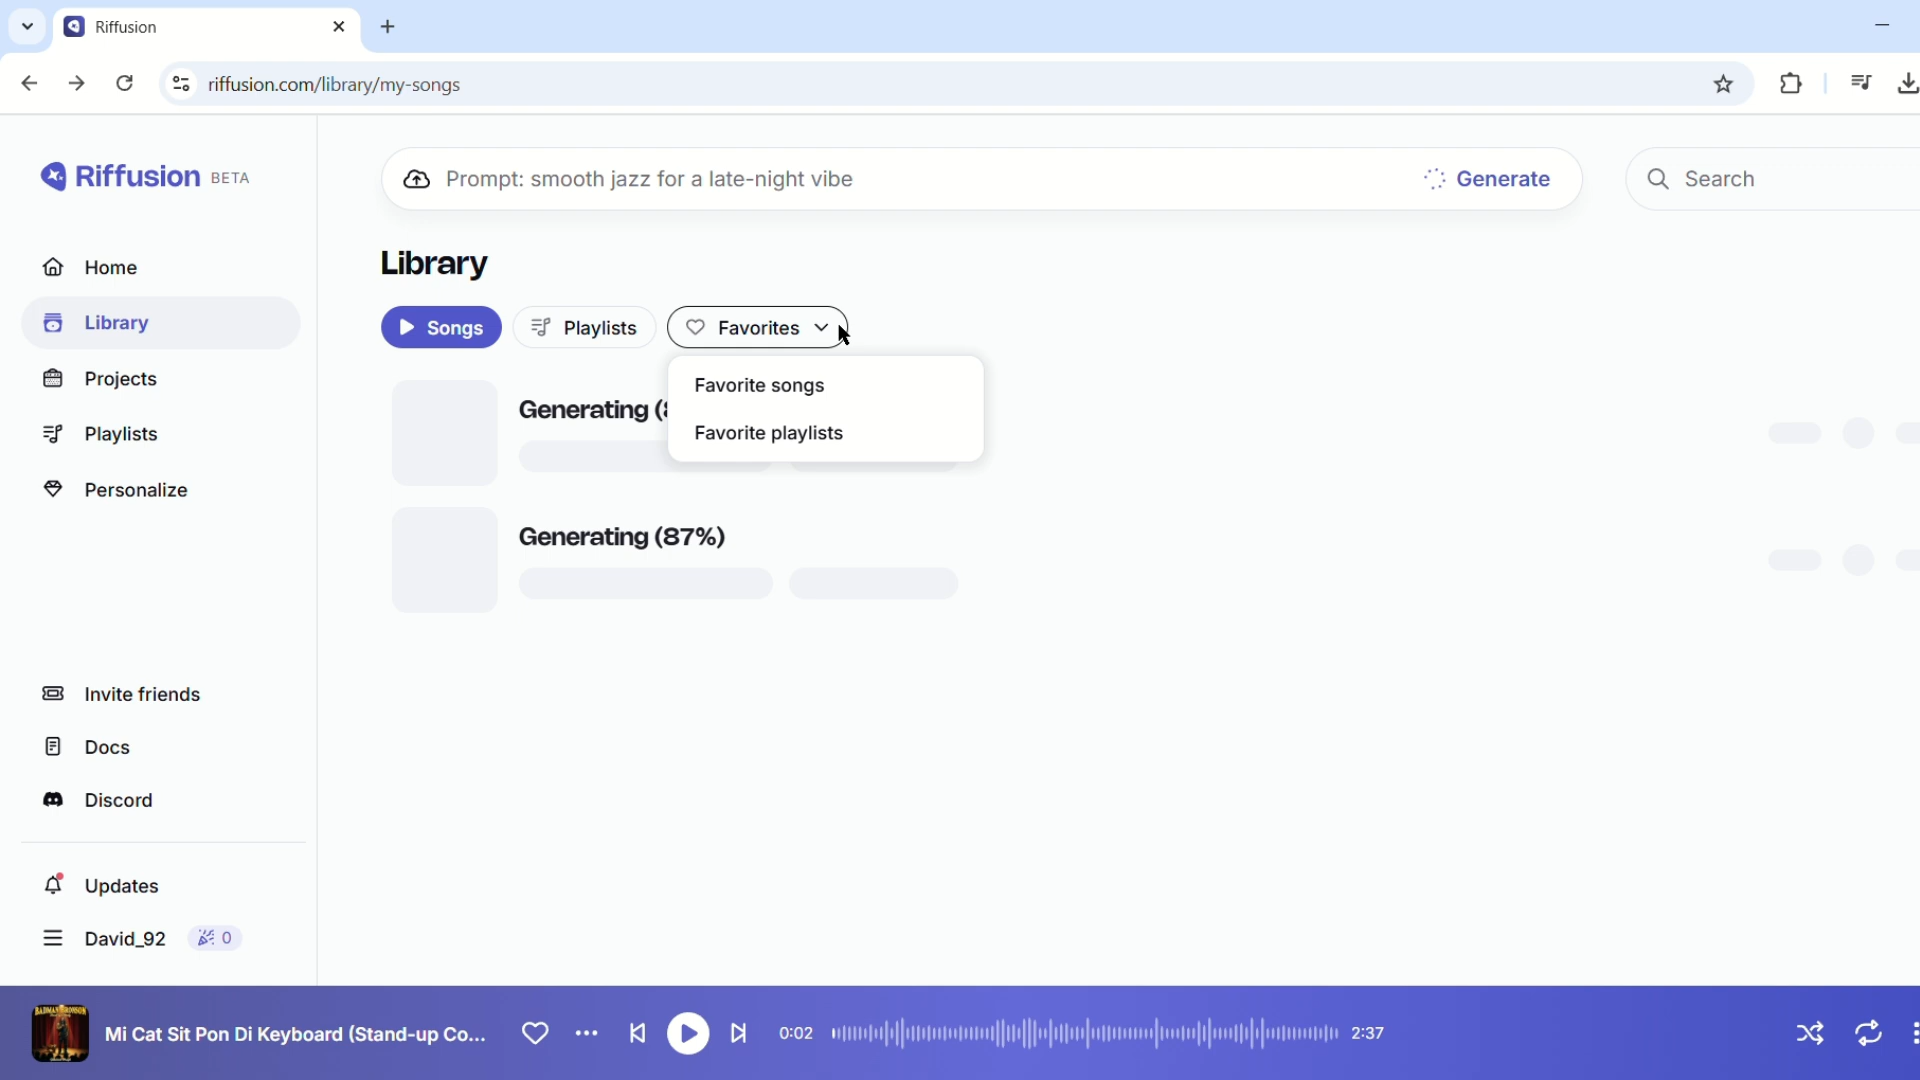 Riffusion
riffusion.com/library/my-songs
Riffusion BETA
Prompt: smooth jazz for a late-night vibe
Generate
Search
Home
Library
Projects
Playlists
Personalize
Invite friends
Docs
Discord
Updates
David_92
0
Library
Songs
Playlists
Favorites
Favorite songs
Favorite playlists
Generating
Generating (87%)
BADMAN BRONSON
Mi Cat Sit Pon Di Keyboard (Stand-up Co...
0:02
2:37